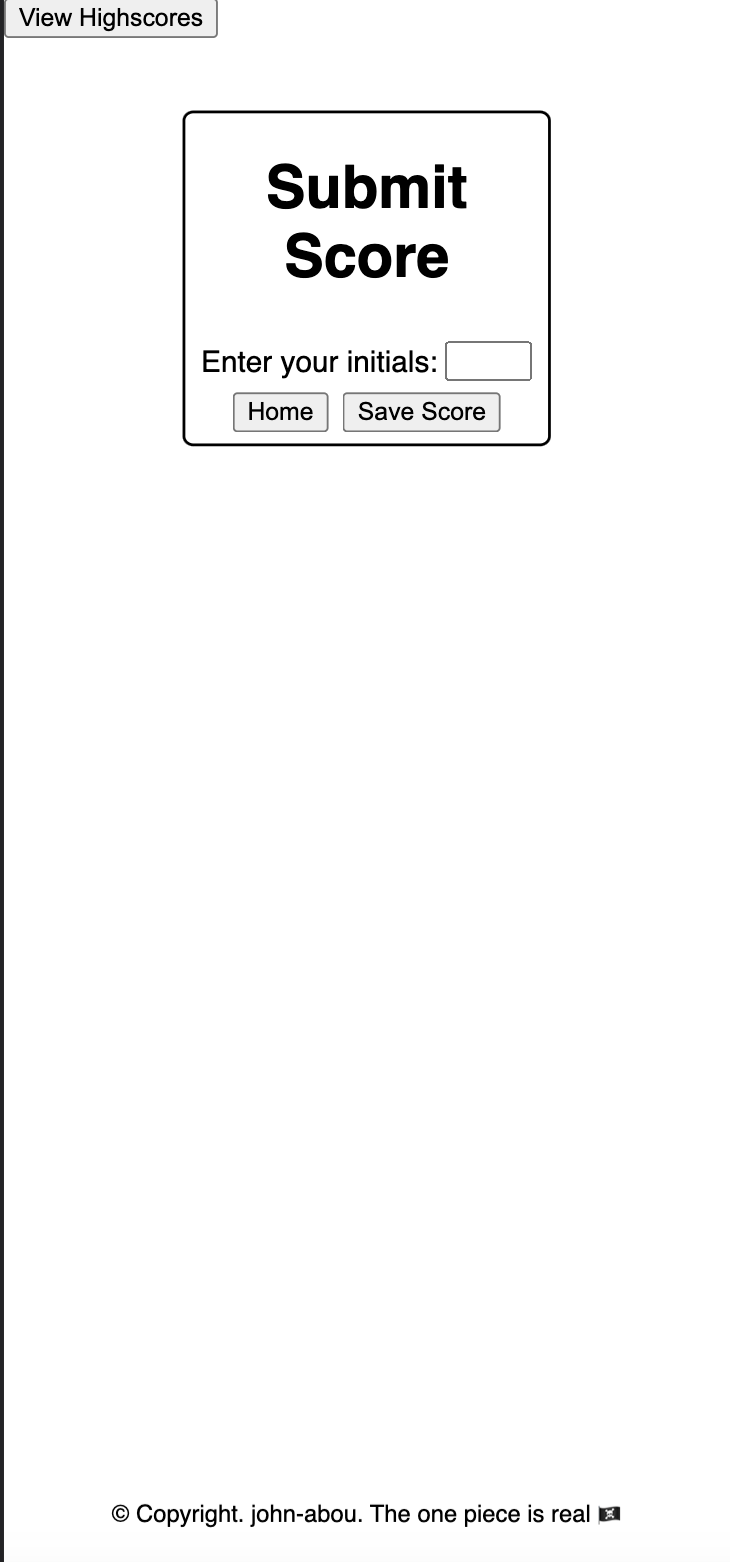 View Highscores
Submit
Score
Enter your initials:
Home Save Score
© Copyright. john-abou. The one piece is real 🏴‍☠️